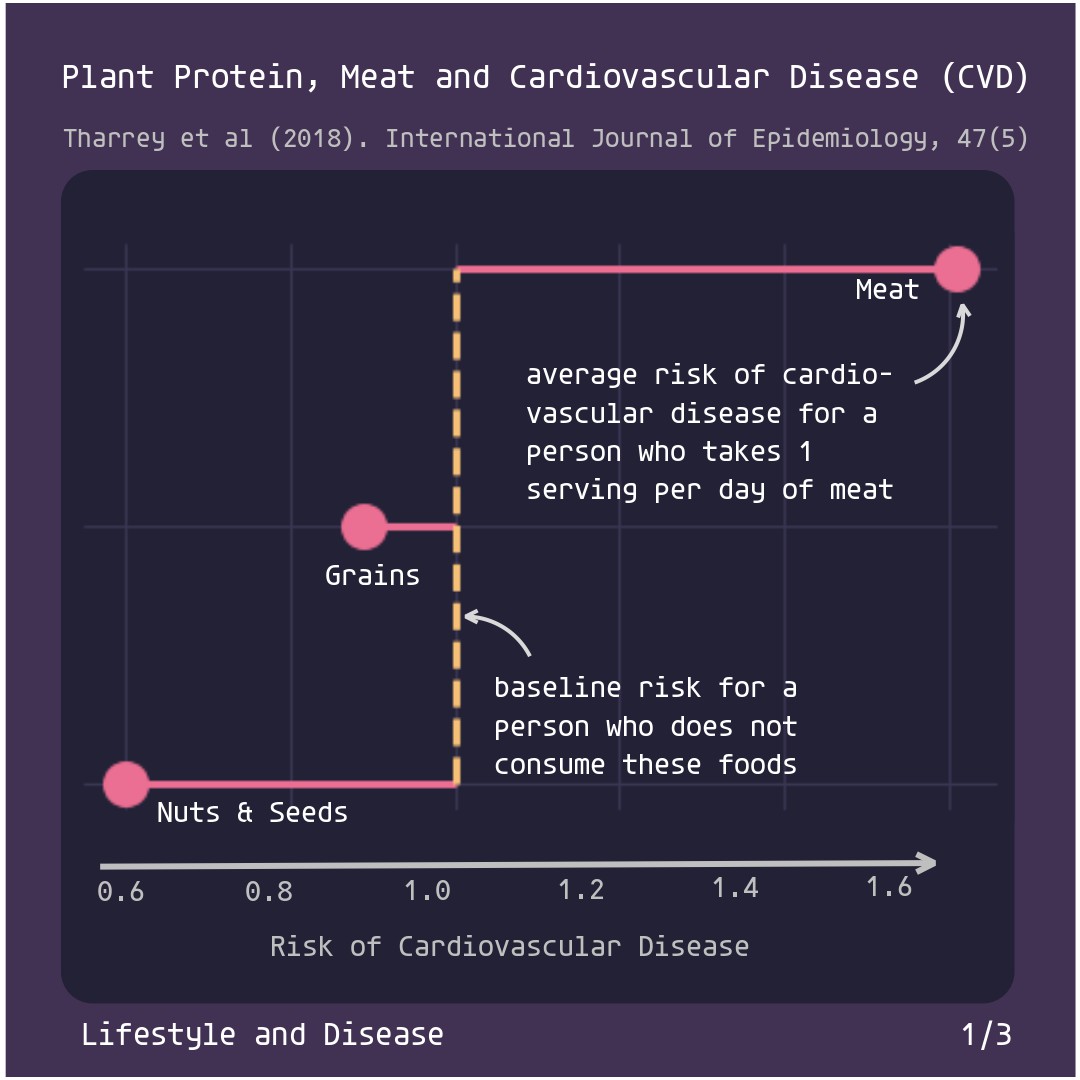 Plant Protein, Meat and Cardiovascular Disease (CVD)
Tharrey et al (2018). International Journal of Epidemiology, 47(5)
Meat
average risk of cardio-
vascular disease for a
person who takes 1
serving per day of meat
Grains
baseline risk for a
person who does not
consume these foods
Nuts & Seeds
0.6 0.8 1.0 1.2 1.4 1.6
Risk of Cardiovascular Disease
Lifestyle and Disease 1/3